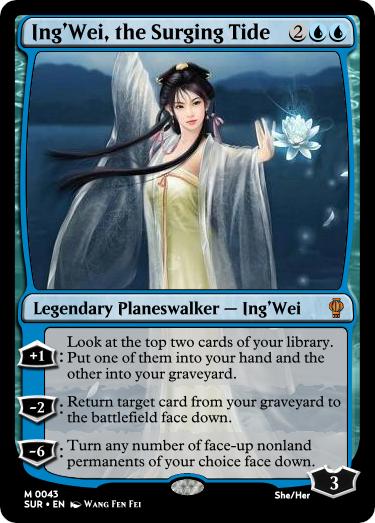 Ing'Wei, the Surging Tide 2
Legendary Planeswalker — Ing'Wei
+1: Look at the top two cards of your library.
Put one of them into your hand and the
other into your graveyard.
-2: Return target card from your graveyard to
the battlefield face down.
-6: Turn any number of face-up nonland
permanents of your choice face down.
3
M 0043
SUR • EN Wang Fen Fei
She/Her